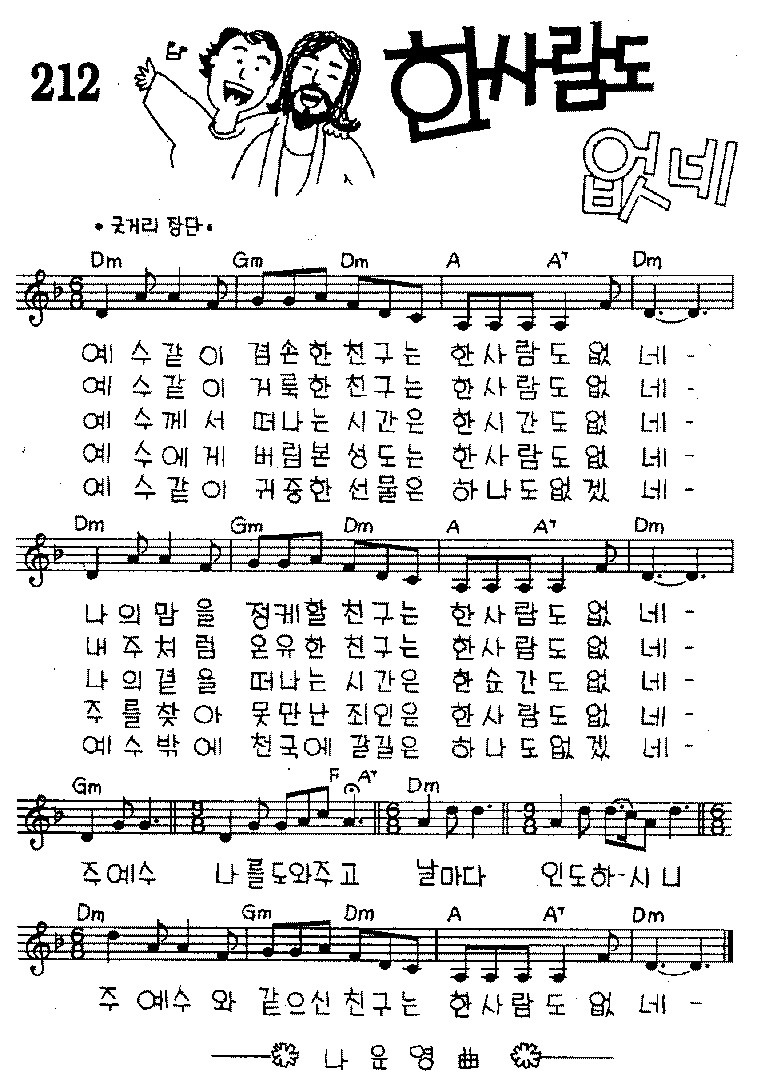 212
한사람도
없네
• 굿거리 장단 •
Dm Gm Dm A A7 Dm
예 수 같 이 겸 손 한 친 구 는 한 사 람 도 없 네 -
예 수 같 이 거 룩 한 친 구 는 한 사 람 도 없 네 -
예 수 께 서 떠 나 는 시 간 은 한 시 간 도 없 네 -
예 수 에 게 버 림 본 성 도 는 한 사 람 도 없 네 -
예 수 같 이 귀 중 한 선 물 은 하 나 도 없 겠 네 -
Dm Gm Dm A A7 Dm
나 의 맘 을 정 케 할 친 구 는 한 사 람 도 없 네 -
내 주 처 럼 온 유 한 친 구 는 한 사 람 도 없 네 -
나 의 곁 을 떠 나 는 시 간 은 한 순 간 도 없 네 -
주 를 찾 아 못 만 난 죄 인 은 한 사 람 도 없 네 -
예 수 밖 에 천 국 에 갈 길 은 하 나 도 없 겠 네 -
Gm F A7 Dm
주 예 수 나 를 도 와 주 고 날 마 다 인 도 하 - 시 니
Dm Gm Dm A A7 Dm
주 예 수 와 같 으 신 친 구 는 한 사 람 도 없 네 -
나 운 영 曲